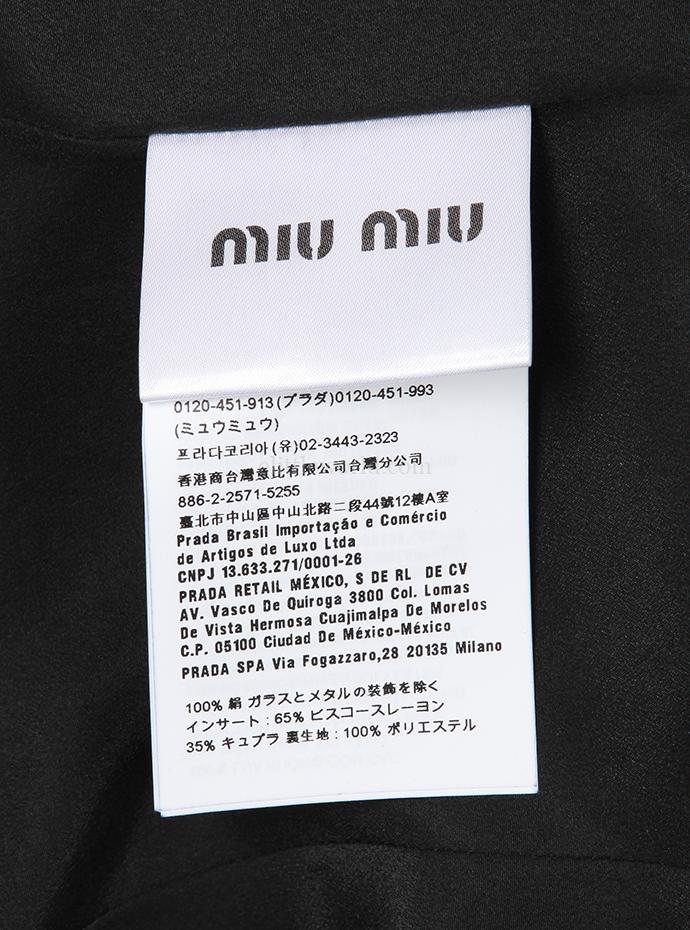 miu miu
0120-451-913(プラダ)0120-451-993
(ミュウミュウ)
프라다코리아(유)02-3443-2323
香港商台灣意比有限公司台灣分公司
886-2-2571-5255
臺北市中山區中山北路二段44號12樓A室
Prada Brasil Importação e Comércio
de Artigos de Luxo Ltda
CNPJ 13.633.271/0001-26
PRADA RETAIL MÉXICO, S DE RL DE CV
AV. Vasco De Quiroga 3800 Col. Lomas
De Vista Hermosa Cuajimalpa De Morelos
C.P. 05100 Ciudad De México-México
PRADA SPA Via Fogazzaro,28 20135 Milano
100% 絹 ガラスとメタルの装飾を除く
インサート : 65% ビスコースレーヨン
35% キュプラ 裏生地 : 100% ポリエステル